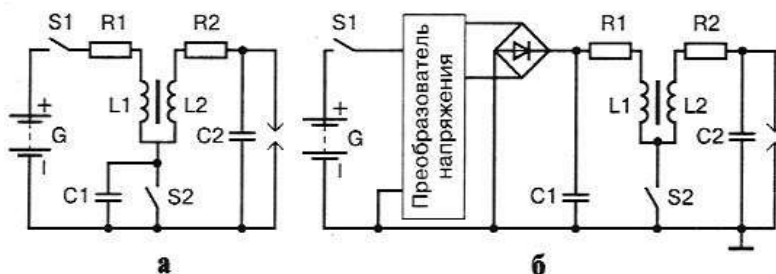 S1 R1 R2
L1 L2
+
G
−
C1 S2 C2
а
S1
Преобразователь
напряжения
+
G
−
R1 R2
L1 L2
C1 S2 C2
б